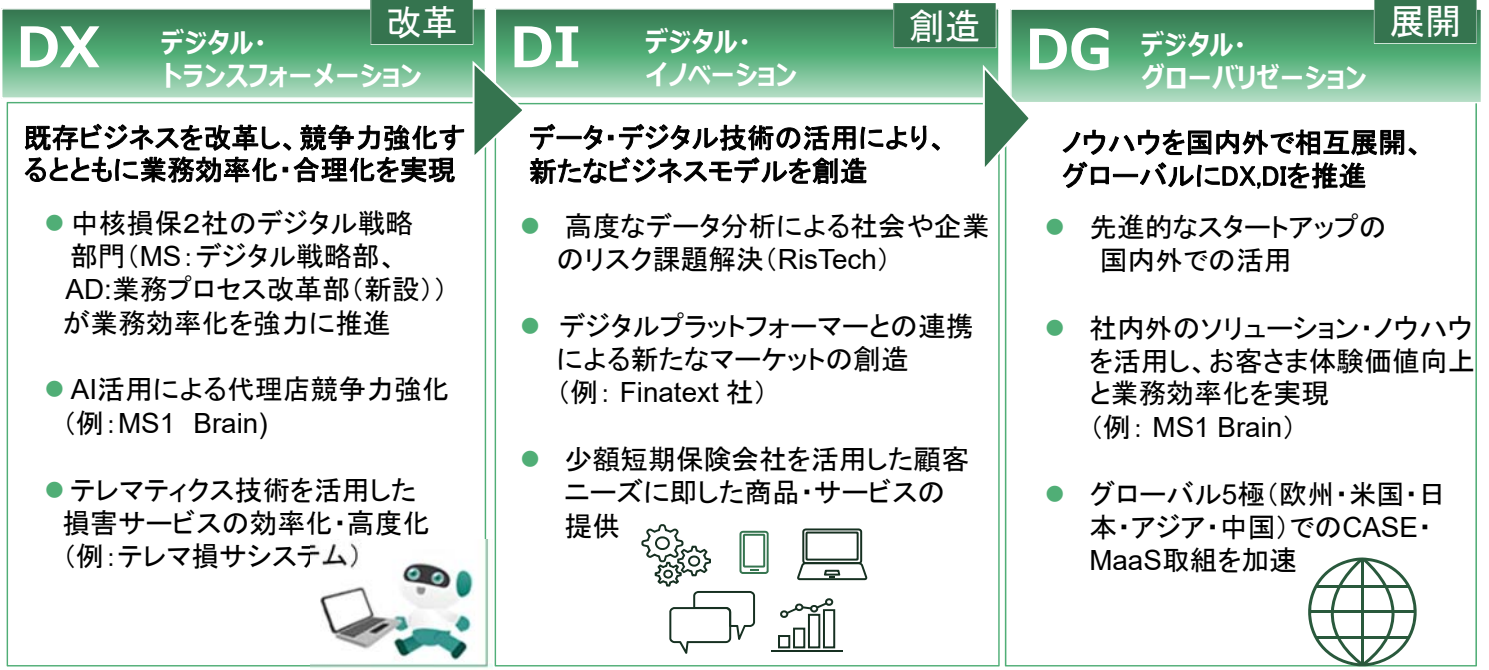 DX
デジタル・
トランスフォーメーション
改革
既存ビジネスを改革し、競争力強化す
るとともに業務効率化・合理化を実現
● 中核損保2社のデジタル戦略
部門(MS:デジタル戦略部、
AD:業務プロセス改革部(新設))
が業務効率化を強力に推進
● AI活用による代理店競争力強化
(例:MS1 Brain)
● テレマティクス技術を活用した
損害サービスの効率化・高度化
(例:テレマ損サシステム)
DI
デジタル・
イノベーション
創造
データ・デジタル技術の活用により、
新たなビジネスモデルを創造
● 高度なデータ分析による社会や企業
のリスク課題解決(RisTech)
● デジタルプラットフォーマーとの連携
による新たなマーケットの創造
(例: Finatext 社)
● 少額短期保険会社を活用した顧客
ニーズに即した商品・サービスの
提供
DG
デジタル・
グローバリゼーション
展開
ノウハウを国内外で相互展開、
グローバルにDX,DIを推進
● 先進的なスタートアップの
国内外での活用
● 社内外のソリューション・ノウハウ
を活用し、お客さま体験価値向上
と業務効率化を実現
(例: MS1 Brain)
● グローバル5極(欧州・米国・日
本・アジア・中国)でのCASE・
MaaS取組を加速